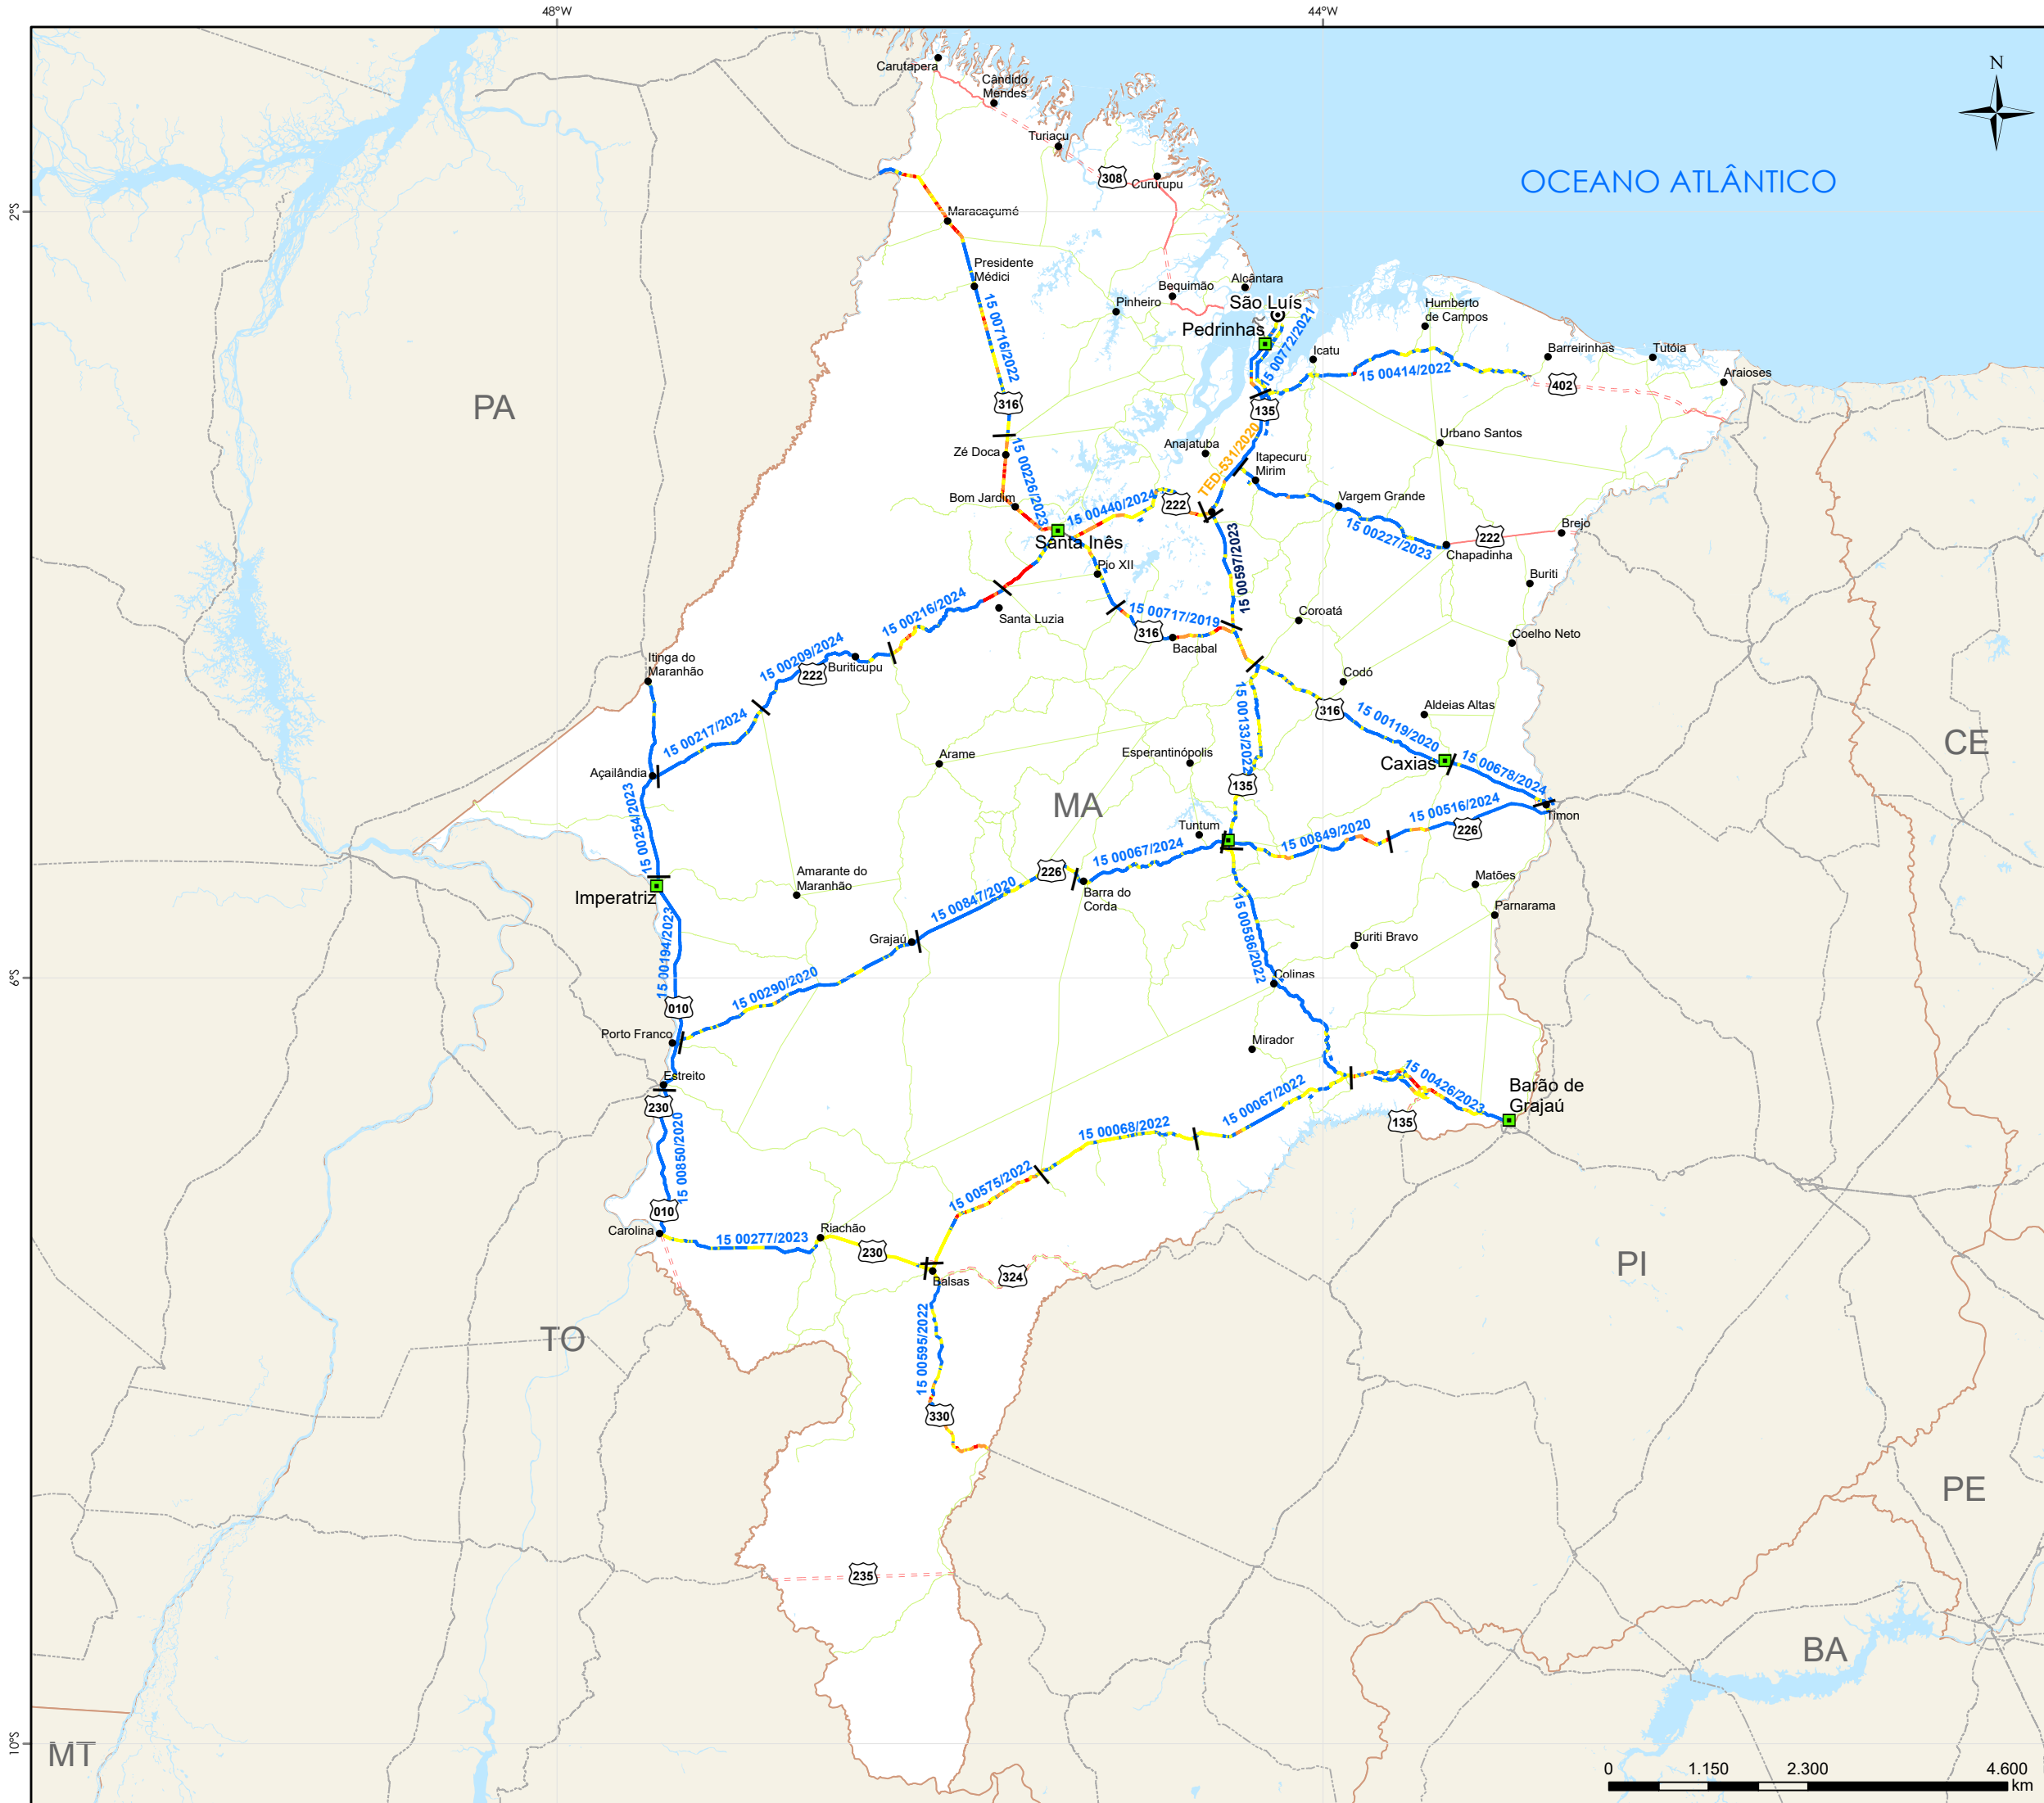 48°W
44°W
2°S
6°S
10°S
N
OCEANO ATLÂNTICO
Carutapera
Cândido
Mendes
Turiaçu
308
Cururupu
Maracaçumé
Presidente
Médici
15 00716/2022
316
Bequimão
Pinheiro
Alcântara
São Luís
Pedrinhas
15 00772/2021
Icatu
Humberto
de Campos
15 00414/2022
Barreirinhas
Tutóia
Araioses
402
135
PA
Zé Doca
15 00226/2023
Bom Jardim
Anajatuba
TED-531/2020
Itapecuru
Mirim
Urbano Santos
15 00440/2024
222
Vargem Grande
15 00227/2023
222
Brejo
Chapadinha
Santa Inês
Pio XII
15 00597/2023
Buriti
15 00216/2024
Santa Luzia
15 00717/2019
316
Bacabal
Coroatá
Coelho Neto
Itinga do
Maranhão
15 00209/2024
222
Buriticupu
Codó
15 00217/2024
15 00133/2022
316
Aldeias Altas
15 00119/2020
CE
Arame
Esperantinópolis
Açailândia
Caxias
15 00678/2024
135
MA
15 00254/2023
15 00516/2024
Timon
226
Tuntum
15 00849/2020
15 00067/2024
226
Amarante do
Maranhão
Barra do
Corda
Matões
Imperatriz
15 00847/2020
Parnarama
15 00194/2023
Grajaú
15 00586/2022
Buriti Bravo
15 00290/2020
Colinas
010
Porto Franco
Mirador
Estreito
15 00426/2023
Barão de
Grajaú
230
15 00067/2022
135
15 00068/2022
15 00850/2020
15 00575/2022
010
Carolina
15 00277/2023
Riachão
230
Balsas
324
PI
TO
15 00595/2022
330
PE
235
BA
MT
0
1.150
2.300
4.600
km